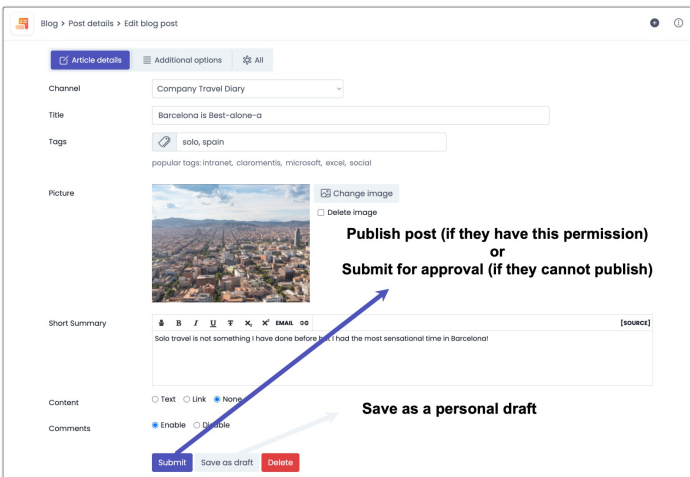 Blog > Post details > Edit blog post
Article details
Additional options
All
Channel
Company Travel Diary
Title
Barcelona is Best-alone-a
Tags
solo, spain
popular tags: intranet, claromentis, microsoft, excel, social
Picture
Change image
Delete image
Publish post (if they have this permission)
or
Submit for approval (if they cannot publish)
Short Summary
B I U T X₁ X² EMAIL [SOURCE]
Solo travel is not something I have done before but I had the most sensational time in Barcelona!
Content
Text Link None
Save as a personal draft
Comments
Enable Disable
Submit Save as draft Delete